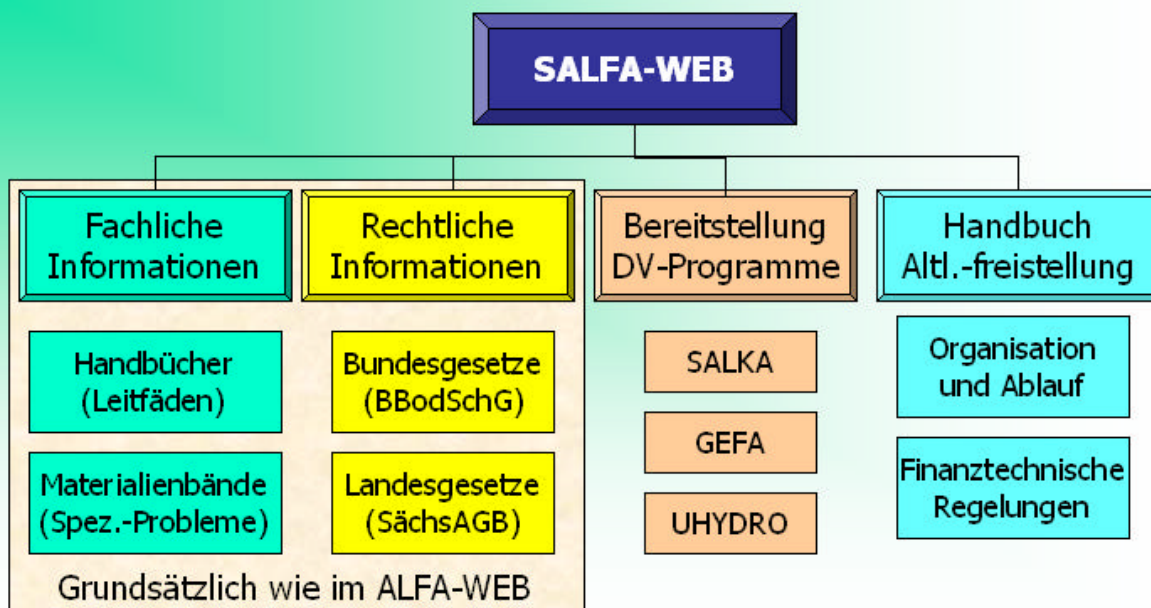 SALFA-WEB
Fachliche
Informationen
Rechtliche
Informationen
Bereitstellung
DV-Programme
Handbuch
Altl.-freistellung
Handbücher
(Leitfäden)
Materialienbände
(Spez.-Probleme)
Bundesgesetze
(BBodSchG)
Landesgesetze
(SächsAGB)
SALKA
GEFA
UHYDRO
Organisation
und Ablauf
Finanztechnische
Regelungen
Grundsätzlich wie im ALFA-WEB